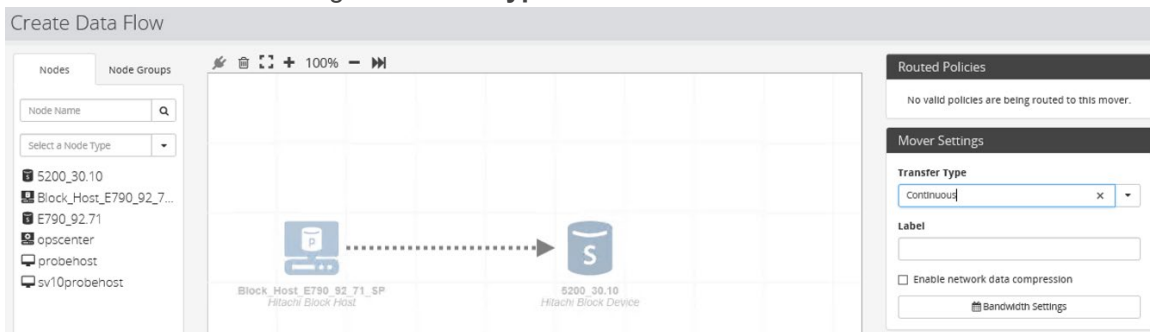 Create Data Flow
Nodes
Node Groups
Node Name
Select a Node Type
5200_30.10
Block_Host_E790_92_7...
E790_92.71
opscenter
probehost
sv10probehost
100%
P
S
Block_Host_E790_92_71_SP
Hitachi Block Host
5200_30.10
Hitachi Block Device
Routed Policies
No valid policies are being routed to this mover.
Mover Settings
Transfer Type
Continuous
Label
Enable network data compression
Bandwidth Settings